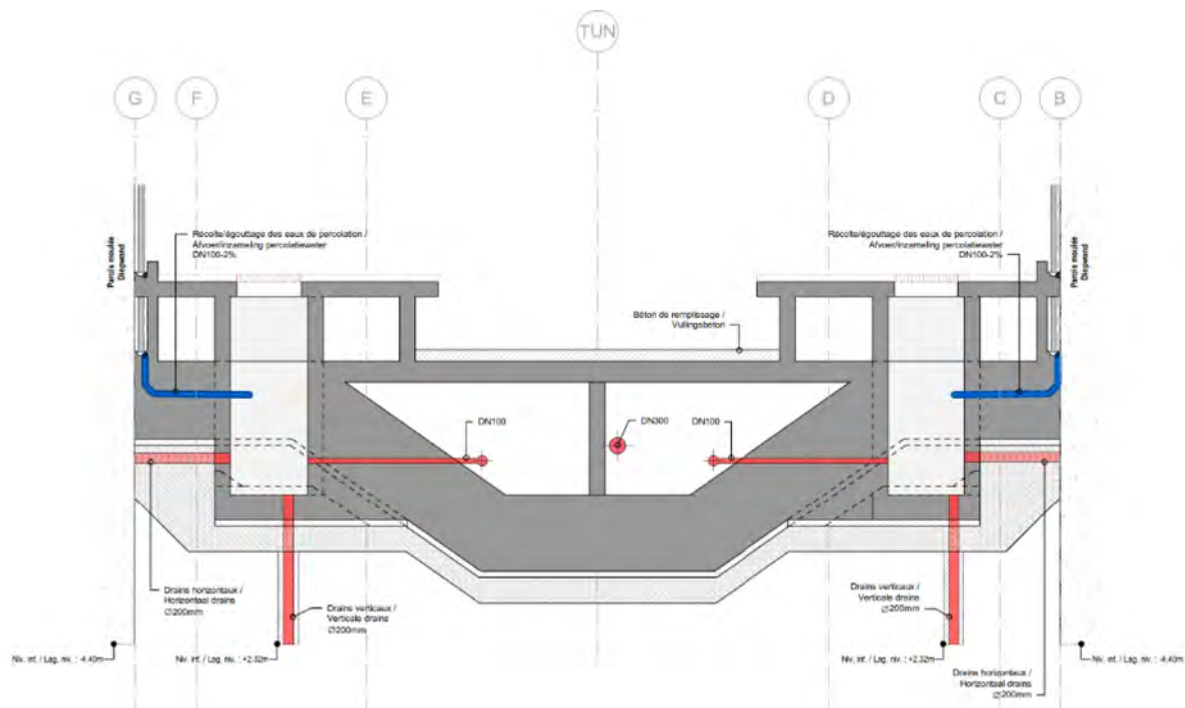 TUN
G
F
E
D
C
B
Récolte/égouttage des eaux de percolation /
Afvoer/inzameling percolatiewater
DN100-2%
Récolte/égouttage des eaux de percolation /
Afvoer/inzameling percolatiewater
DN100-2%
Parois moulée
Diepwand
Parois moulée
Diepwand
Béton de remplissage /
Vullingsbeton
DN100
DN300
DN100
Drains horizontaux /
Horizontaal drains
∅200mm
Drains verticaux /
Verticale drains
∅200mm
Drains verticaux /
Verticale drains
∅200mm
Niv. inf. / Lag. niv. : -4,40m
Niv. inf. / Lag. niv. : +2.32m
Niv. inf. / Lag. niv. : +2.32m
Niv. inf. / Lag. niv. : -4,40m
Drains horizontaux /
Horizontaal drains
∅200mm